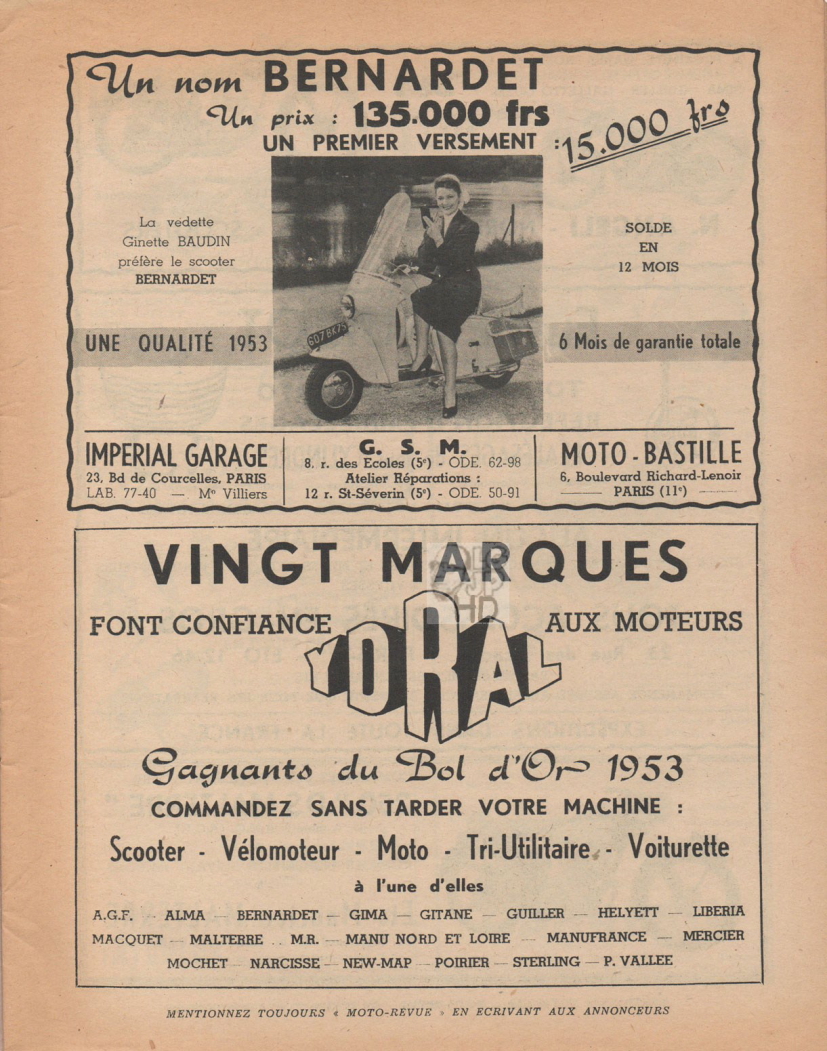 Un nom BERNARDET
Un prix : 135.000 frs
UN PREMIER VERSEMENT : 15.000 frs
La vedette
Ginette BAUDIN
préfère le scooter
BERNARDET
SOLDE
EN
12 MOIS
607 BK75
UNE QUALITÉ 1953
6 Mois de garantie totale
IMPERIAL GARAGE
23, Bd de Courcelles, PARIS
LAB. 77-40 — Mº Villiers
G. S. M.
8. r. des Ecoles (5e) - ODE. 62-98
Atelier Réparations :
12 r. St-Séverin (5e) - ODE. 50-91
MOTO - BASTILLE
6, Boulevard Richard-Lenoir
PARIS (11e)
VINGT MARQUES
FONT CONFIANCE AUX MOTEURS
YDRAL
Gagnants du Bol d'Or 1953
COMMANDEZ SANS TARDER VOTRE MACHINE :
Scooter - Vélomoteur - Moto - Tri-Utilitaire - Voiturette
à l'une d'elles
A.G.F. - ALMA — BERNARDET — GIMA — GITANE — GUILLER — HELYETT — LIBERIA
MACQUET — MALTERRE .. M.R. — MANU NORD ET LOIRE — MANUFRANCE — MERCIER
MOCHET — NARCISSE — NEW-MAP — POIRIER — STERLING — P. VALLEE
MENTIONNEZ TOUJOURS « MOTO-REVUE » EN ECRIVANT AUX ANNONCEURS